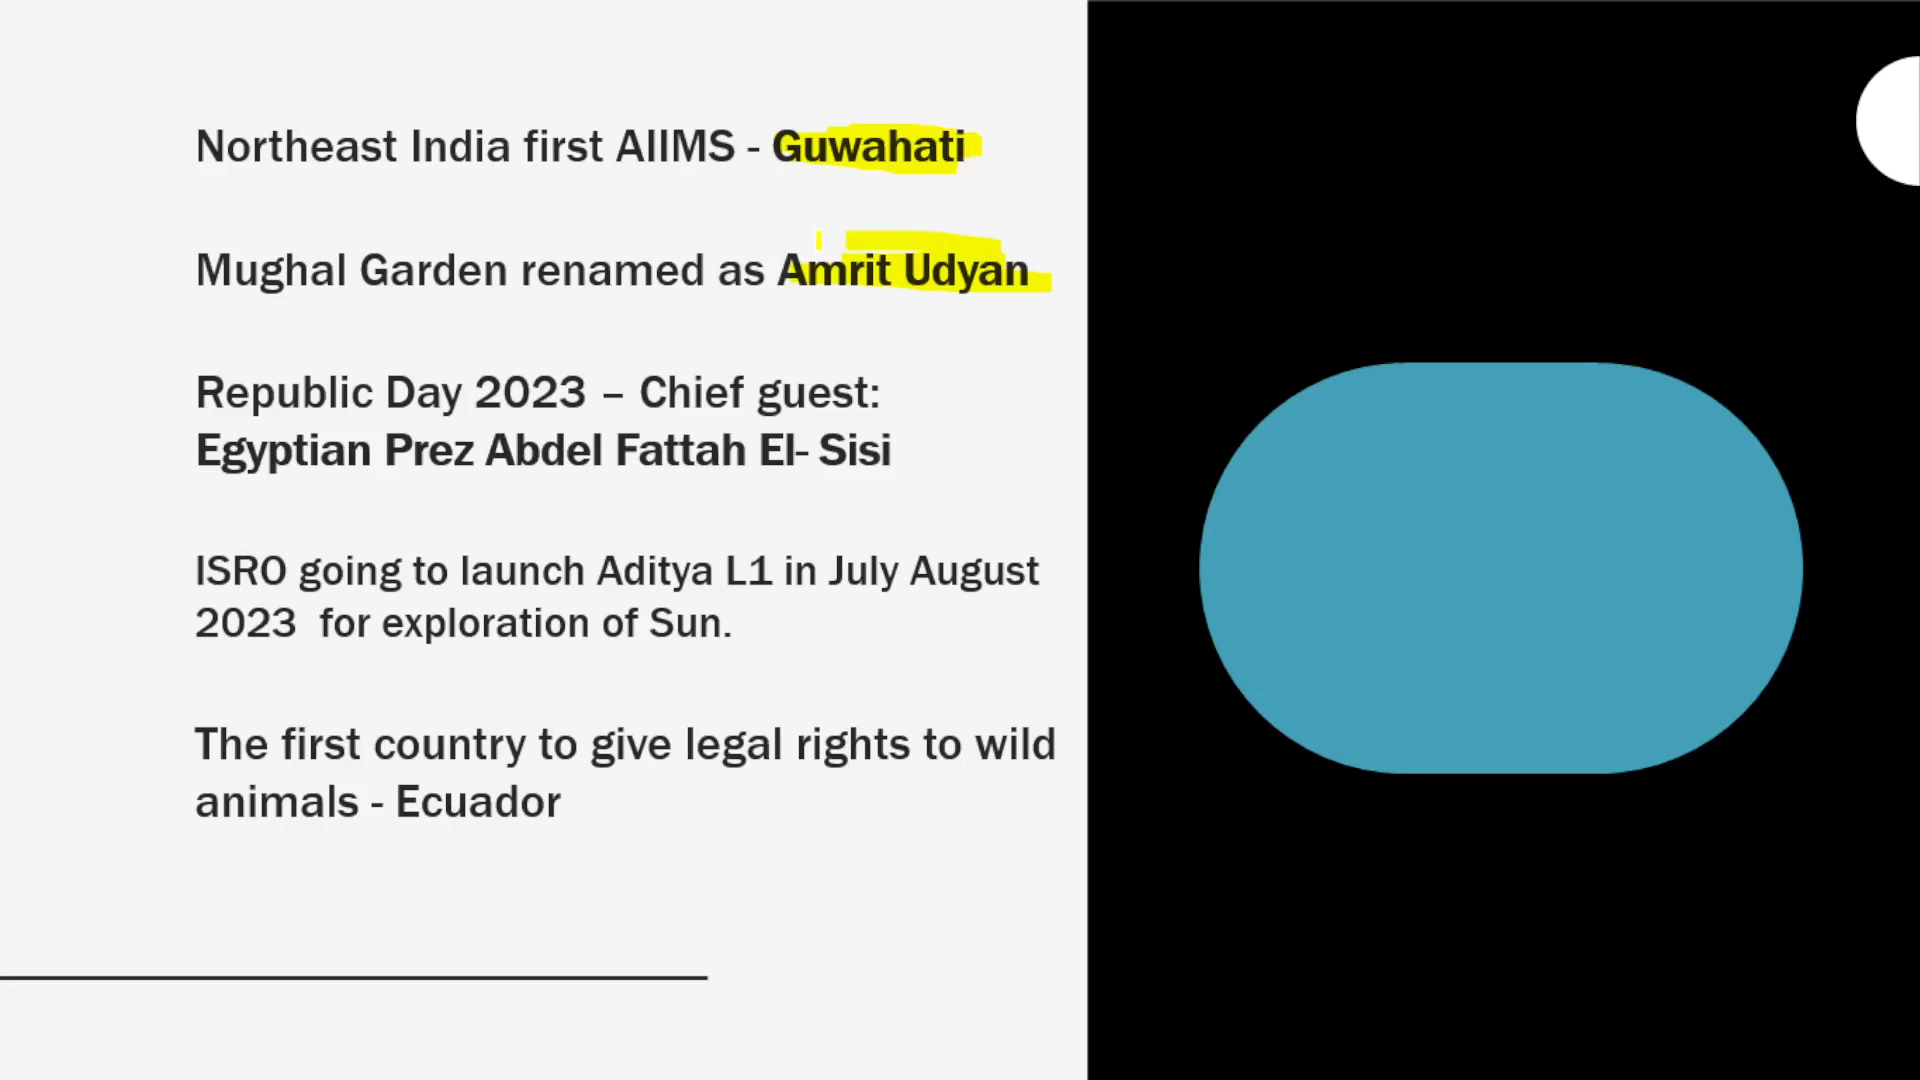 Northeast India first AIIMS - Guwahati
Mughal Garden renamed as Amrit Udyan
Republic Day 2023 – Chief guest:
Egyptian Prez Abdel Fattah El- Sisi
ISRO going to launch Aditya L1 in July August
2023  for exploration of Sun.
The first country to give legal rights to wild
animals - Ecuador